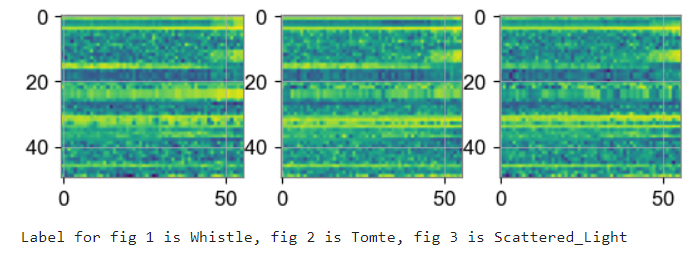 0 0 0
20 20 20
40 40 40
0 50 0 50 0 50
Label for fig 1 is Whistle, fig 2 is Tomte, fig 3 is Scattered_Light